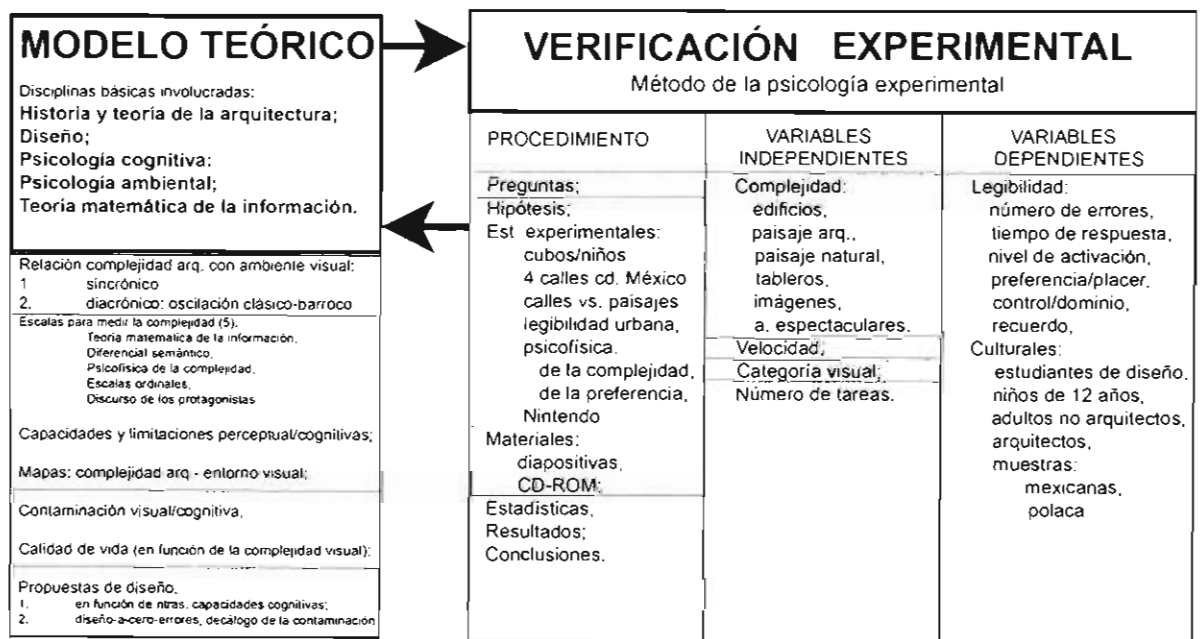 MODELO TEÓRICO
Disciplinas básicas involucradas:
Historia y teoría de la arquitectura;
Diseño;
Psicología cognitiva;
Psicología ambiental;
Teoría matemática de la información.
Relación complejidad arq. con ambiente visual:
1 sincrónico
2. diacrónico: oscilación clásico-barroco
Escalas para medir la complejidad (5).
Teoría matematica de la información,
Diferencial semántico,
Psicofísica de la complejidad,
Escalas ordinales,
Discurso de los protagonistas
Capacidades y limitaciones perceptual/cognitivas;
Mapas: complejidad arq - entorno visual;
Contaminación visual/cognitiva,
Calidad de vida (en función de la complejidad visual);
Propuestas de diseño.
1. en función de ntras. capacidades cognitivas;
2. diseño-a-cero-errores, decálogo de la contaminación
VERIFICACIÓN EXPERIMENTAL
Método de la psicología experimental
PROCEDIMIENTO
Preguntas;
Hipótesis;
Est experimentales:
cubos/niños
4 calles cd. México
calles vs. paisajes
legibilidad urbana,
psicofísica.
de la complejidad,
de la preferencia,
Nintendo
Materiales:
diapositivas,
CD-ROM;
Estadísticas,
Resultados;
Conclusiones.
VARIABLES
INDEPENDIENTES
Complejidad:
edificios,
paisaje arq.,
paisaje natural,
tableros,
imágenes,
a. espectaculares.
Velocidad,
Categoría visual;
Número de tareas.
VARIABLES
DEPENDIENTES
Legibilidad:
número de errores,
tiempo de respuesta,
nivel de activación,
preferencia/placer,
control/dominio,
recuerdo,
Culturales:
estudiantes de diseño,
niños de 12 años,
adultos no arquitectos,
arquitectos,
muestras:
mexicanas,
polaca